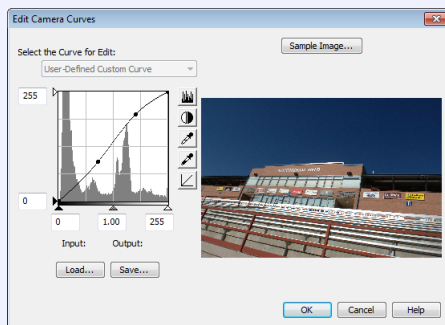 Edit Camera Curves
Sample Image...
Select the Curve for Edit:
User-Defined Custom Curve
255
0
0 1.00 255
Input: Output:
Load... Save...
OK Cancel Help